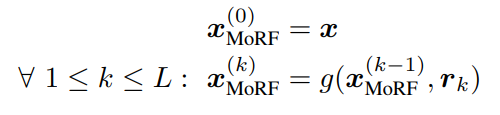 x_MoRF^(0) = x
∀ 1 ≤ k ≤ L : x_MoRF^(k) = g(x_MoRF^(k−1), r_k)